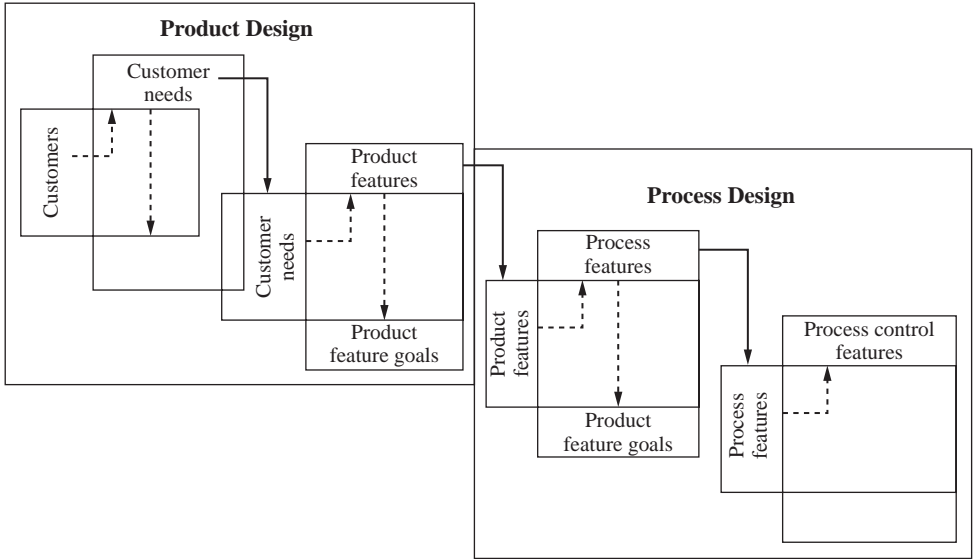 Product Design
Customer
needs
Customers
Product
features
Customer
needs
Product
feature goals
Process Design
Process
features
Product
features
Product
feature goals
Process control
features
Process
features